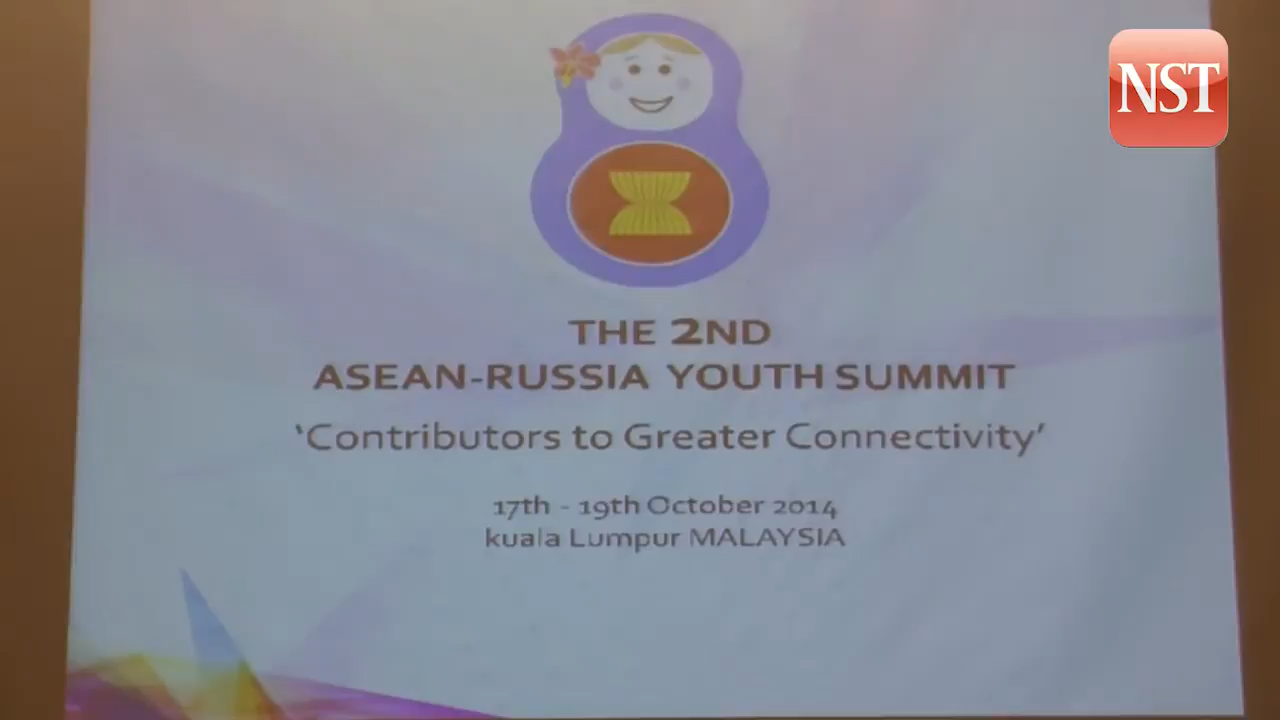 NST
THE 2ND
ASEAN-RUSSIA YOUTH SUMMIT
'Contributors to Greater Connectivity'
17th - 19th October 2014
kuala Lumpur MALAYSIA